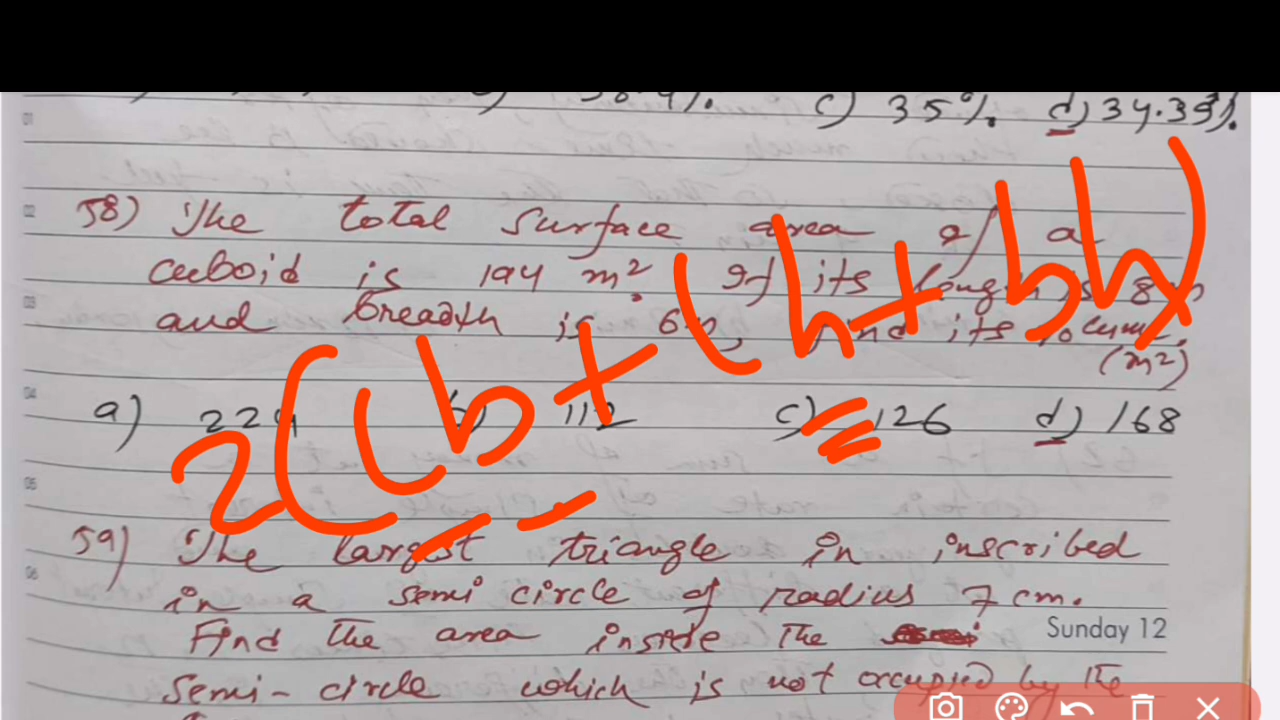 c) 35%. d) 34.39%.
58) The total surface area of a
cuboid is 194 m². If its length is 8m
and breadth is 6m, find its volume.
(m²)
a) 224 b) 112 c) 126 d) 168
2(lb + lh + bh)
59) The largest triangle in inscribed
in a semi circle of radius 7 cm.
Find the area inside the
Sunday 12
semi-circle which is not occupied by the